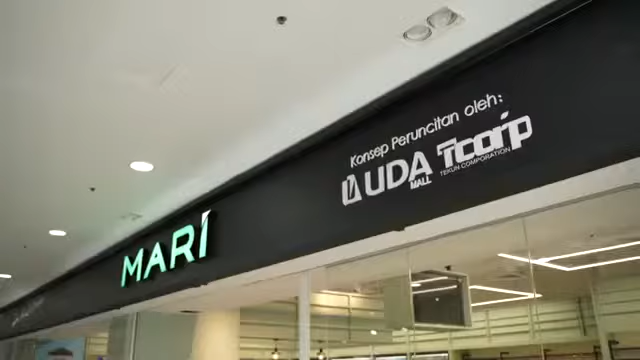 MARI
Konsep Peruncitan oleh:
UDA
MALL
Tcorp
TEKUN CORPORATION